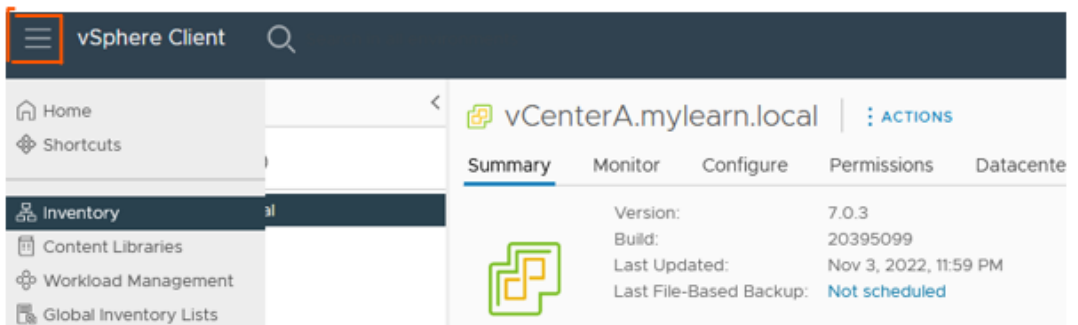 vSphere Client
Home
Shortcuts
Inventory
Content Libraries
Workload Management
Global Inventory Lists
)
al
vCenterA.mylearn.local
ACTIONS
Summary Monitor Configure Permissions Datacente
Version: 7.0.3
Build: 20395099
Last Updated: Nov 3, 2022, 11:59 PM
Last File-Based Backup: Not scheduled